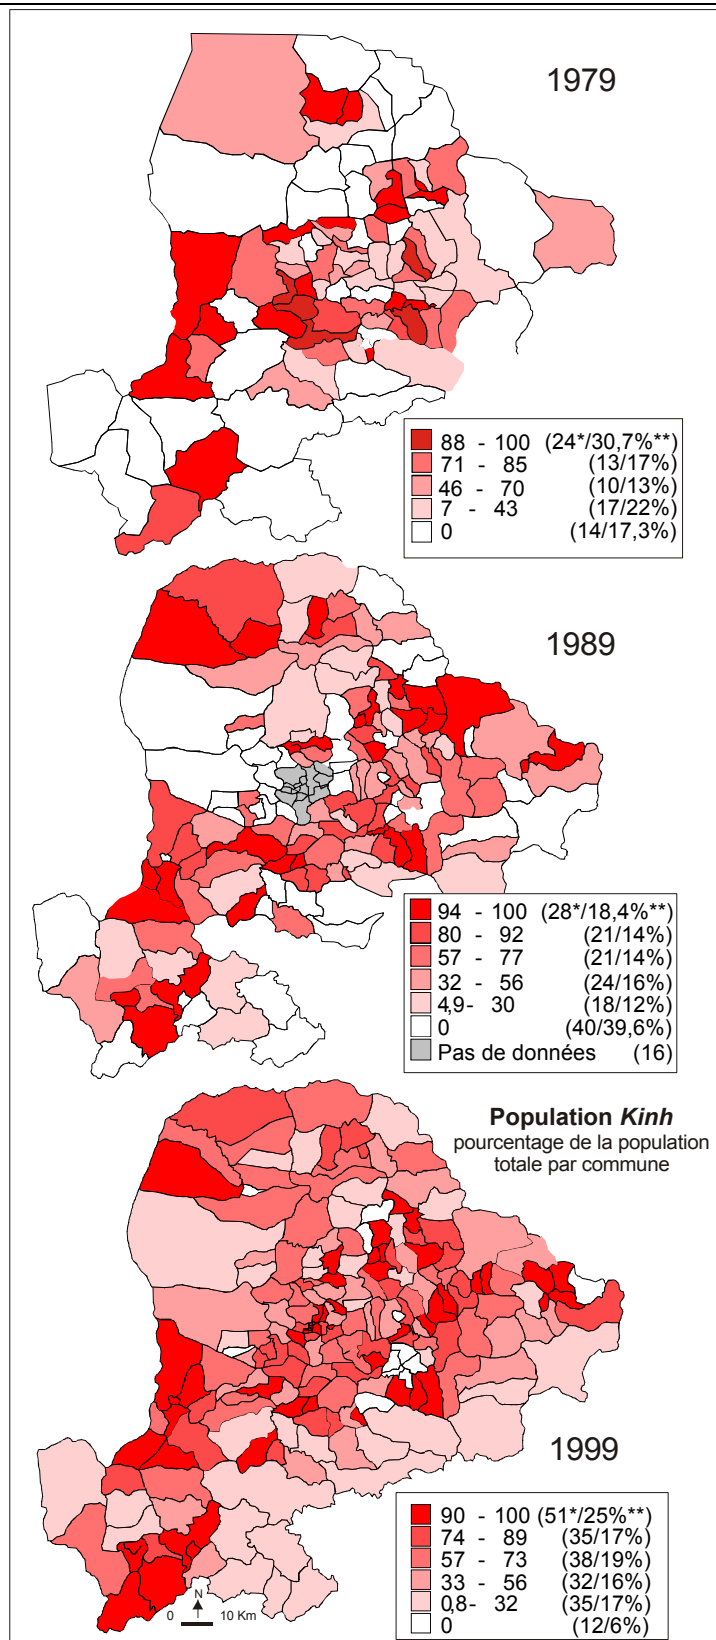 1979
88 - 100 (24*/30,7%**)
71 - 85 (13/17%)
46 - 70 (10/13%)
7 - 43 (17/22%)
0 (14/17,3%)
1989
94 - 100 (28*/18,4%**)
80 - 92 (21/14%)
57 - 77 (21/14%)
32 - 56 (24/16%)
4,9- 30 (18/12%)
0 (40/39,6%)
Pas de données (16)
Population Kinh
pourcentage de la population
totale par commune
1999
90 - 100 (51*/25%**)
74 - 89 (35/17%)
57 - 73 (38/19%)
33 - 56 (32/16%)
0,8- 32 (35/17%)
0 (12/6%)
N
0 10 Km